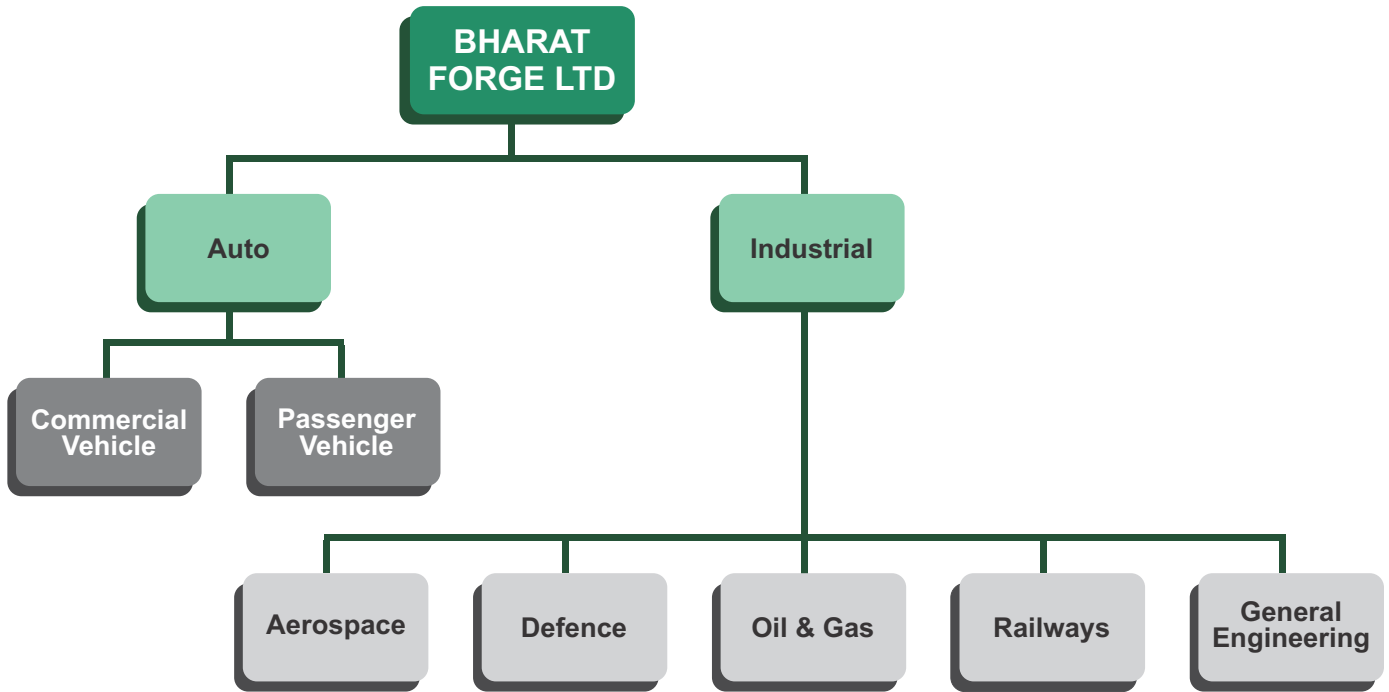 BHARAT
FORGE LTD
Auto
Industrial
Commercial
Vehicle
Passenger
Vehicle
Aerospace
Defence
Oil & Gas
Railways
General
Engineering